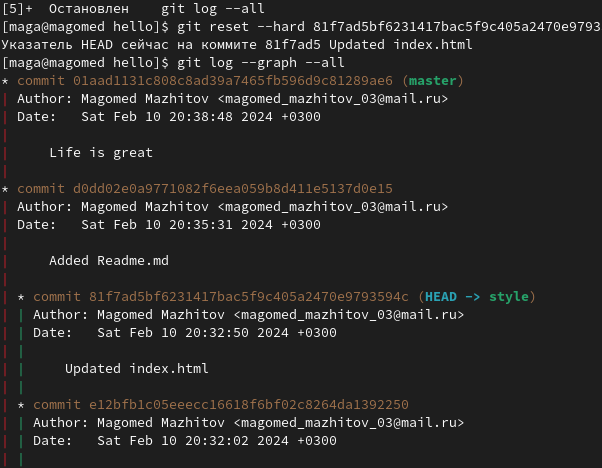 [5]+  Остановлен    git log --all
[maga@magomed hello]$ git reset --hard 81f7ad5bf6231417bac5f9c405a2470e9793
Указатель HEAD сейчас на коммите 81f7ad5 Updated index.html
[maga@magomed hello]$ git log --graph --all
* commit 01aad1131c808c8ad39a7465fb596d9c81289ae6 (master)
| Author: Magomed Mazhitov <magomed_mazhitov_03@mail.ru>
| Date:   Sat Feb 10 20:38:48 2024 +0300
|
|     Life is great
|
* commit d0dd02e0a9771082f6eea059b8d411e5137d0e15
| Author: Magomed Mazhitov <magomed_mazhitov_03@mail.ru>
| Date:   Sat Feb 10 20:35:31 2024 +0300
|
|     Added Readme.md
|
| * commit 81f7ad5bf6231417bac5f9c405a2470e9793594c (HEAD -> style)
| | Author: Magomed Mazhitov <magomed_mazhitov_03@mail.ru>
| | Date:   Sat Feb 10 20:32:50 2024 +0300
| |
| |     Updated index.html
| |
| * commit e12bfb1c05eeecc16618f6bf02c8264da1392250
| | Author: Magomed Mazhitov <magomed_mazhitov_03@mail.ru>
| | Date:   Sat Feb 10 20:32:02 2024 +0300
| |